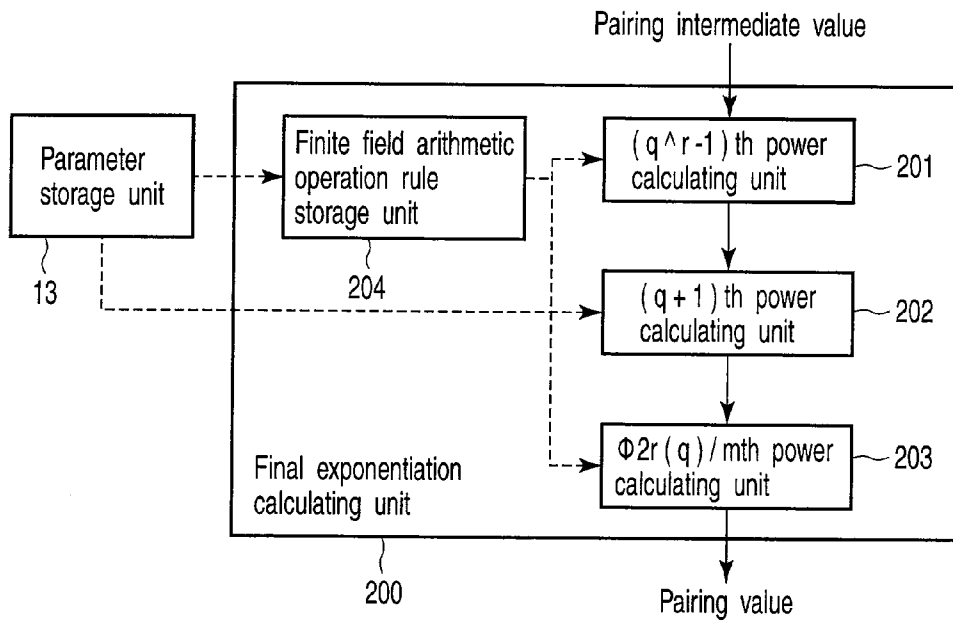 Pairing intermediate value
Parameter
storage unit
13
Finite field arithmetic
operation rule
storage unit
204
(q^r-1)th power
calculating unit
201
(q+1)th power
calculating unit
202
Φ2r(q)/mth power
calculating unit
203
Final exponentiation
calculating unit
200
Pairing value